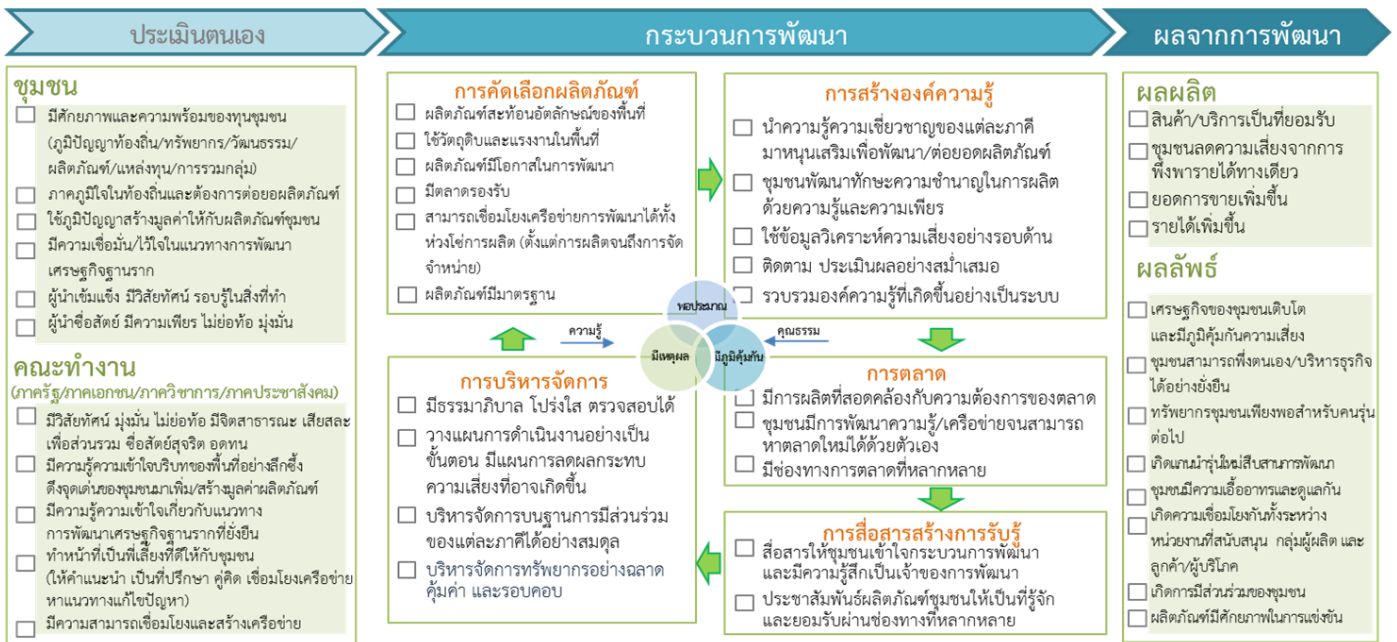 ประเมินตนเอง
กระบวนการพัฒนา
ผลจากการพัฒนา
ชุมชน
มีศักยภาพและความพร้อมของทุนชุมชน
(ภูมิปัญญาท้องถิ่น/ทรัพยากร/วัฒนธรรม/
ผลิตภัณฑ์/แหล่งทุน/การรวมกลุ่ม)
ภาคภูมิใจในท้องถิ่นและต้องการต่อยอผลิตภัณฑ์
ใช้ภูมิปัญญาสร้างมูลค่าให้กับผลิตภัณฑ์ชุมชน
มีความเชื่อมั่น/ไว้ใจในแนวทางการพัฒนา
เศรษฐกิจฐานราก
ผู้นำเข้มแข็ง มีวิสัยทัศน์ รอบรู้ในสิ่งที่ทำ
ผู้นำซื่อสัตย์ มีความเพียร ไม่ย่อท้อ มุ่งมั่น
คณะทำงาน
(ภาครัฐ/ภาคเอกชน/ภาควิชาการ/ภาคประชาสังคม)
มีวิสัยทัศน์ มุ่งมั่น ไม่ย่อท้อ มีจิตสาธารณะ เสียสละ
เพื่อส่วนรวม ซื่อสัตย์สุจริต อดทน
มีความรู้ความเข้าใจบริบทของพื้นที่อย่างลึกซึ้ง
ดึงจุดเด่นของชุมชนมาเพิ่ม/สร้างมูลค่าผลิตภัณฑ์
มีความรู้ความเข้าใจเกี่ยวกับแนวทาง
การพัฒนาเศรษฐกิจฐานรากที่ยั่งยืน
ทำหน้าที่เป็นพี่เลี้ยงที่ดีให้กับชุมชน
(ให้คำแนะนำ เป็นที่ปรึกษา คู่คิด เชื่อมโยงเครือข่าย
หาแนวทางแก้ไขปัญหา)
มีความสามารถเชื่อมโยงและสร้างเครือข่าย
การคัดเลือกผลิตภัณฑ์
ผลิตภัณฑ์สะท้อนอัตลักษณ์ของพื้นที่
ใช้วัตถุดิบและแรงงานในพื้นที่
ผลิตภัณฑ์มีโอกาสในการพัฒนา
มีตลาดรองรับ
สามารถเชื่อมโยงเครือข่ายการพัฒนาได้ทั้ง
ห่วงโซ่การผลิต (ตั้งแต่การผลิตจนถึงการจัด
จำหน่าย)
ผลิตภัณฑ์มีมาตรฐาน
การสร้างองค์ความรู้
นำความรู้ความเชี่ยวชาญของแต่ละภาคี
มาหนุนเสริมเพื่อพัฒนา/ต่อยอดผลิตภัณฑ์
ชุมชนพัฒนาทักษะความชำนาญในการผลิต
ด้วยความรู้และความเพียร
ใช้ข้อมูลวิเคราะห์ความเสี่ยงอย่างรอบด้าน
ติดตาม ประเมินผลอย่างสม่ำเสมอ
รวบรวมองค์ความรู้ที่เกิดขึ้นอย่างเป็นระบบ
พอประมาณ
ความรู้
คุณธรรม
มีเหตุผล
มีภูมิคุ้มกัน
การบริหารจัดการ
มีธรรมาภิบาล โปร่งใส ตรวจสอบได้
วางแผนการดำเนินงานอย่างเป็น
ขั้นตอน มีแผนการลดผลกระทบ
ความเสี่ยงที่อาจเกิดขึ้น
บริหารจัดการบนฐานการมีส่วนร่วม
ของแต่ละภาคีได้อย่างสมดุล
บริหารจัดการทรัพยากรอย่างฉลาด
คุ้มค่า และรอบคอบ
การตลาด
มีการผลิตที่สอดคล้องกับความต้องการของตลาด
ชุมชนมีการพัฒนาความรู้/เครือข่ายจนสามารถ
หาตลาดใหม่ได้ด้วยตัวเอง
มีช่องทางการตลาดที่หลากหลาย
การสื่อสารสร้างการรับรู้
สื่อสารให้ชุมชนเข้าใจกระบวนการพัฒนา
และมีความรู้สึกเป็นเจ้าของการพัฒนา
ประชาสัมพันธ์ผลิตภัณฑ์ชุมชนให้เป็นที่รู้จัก
และยอมรับผ่านช่องทางที่หลากหลาย
ผลผลิต
สินค้า/บริการเป็นที่ยอมรับ
ชุมชนลดความเสี่ยงจากการ
พึ่งพารายได้ทางเดียว
ยอดการขายเพิ่มขึ้น
รายได้เพิ่มขึ้น
ผลลัพธ์
เศรษฐกิจของชุมชนเติบโต
และมีภูมิคุ้มกันความเสี่ยง
ชุมชนสามารถพึ่งตนเอง/บริหารธุรกิจ
ได้อย่างยั่งยืน
ทรัพยากรชุมชนเพียงพอสำหรับคนรุ่น
ต่อไป
เกิดแกนนำรุ่นใหม่สืบสานการพัฒนา
ชุมชนมีความเอื้ออาทรและดูแลกัน
เกิดความเชื่อมโยงกันทั้งระหว่าง
หน่วยงานที่สนับสนุน กลุ่มผู้ผลิต และ
ลูกค้า/ผู้บริโภค
เกิดการมีส่วนร่วมของชุมชน
ผลิตภัณฑ์มีศักยภาพในการแข่งขัน